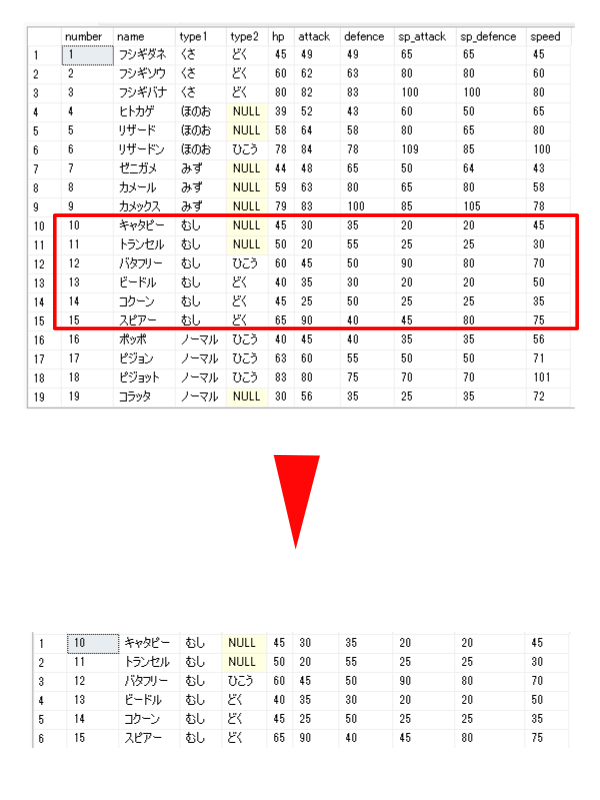 number name type1 type2 hp attack defence sp_attack sp_defence speed
1 1 フシギダネ くさ どく 45 49 49 65 65 45
2 2 フシギソウ くさ どく 60 62 63 80 80 60
3 3 フシギバナ くさ どく 80 82 83 100 100 80
4 4 ヒトカゲ ほのお NULL 39 52 43 60 50 65
5 5 リザード ほのお NULL 58 64 58 80 65 80
6 6 リザードン ほのお ひこう 78 84 78 109 85 100
7 7 ゼニガメ みず NULL 44 48 65 50 64 43
8 8 カメール みず NULL 59 63 80 65 80 58
9 9 カメックス みず NULL 79 83 100 85 105 78
10 10 キャタピー むし NULL 45 30 35 20 20 45
11 11 トランセル むし NULL 50 20 55 25 25 30
12 12 バタフリー むし ひこう 60 45 50 90 80 70
13 13 ビードル むし どく 40 35 30 20 20 50
14 14 コクーン むし どく 45 25 50 25 25 35
15 15 スピアー むし どく 65 90 40 45 80 75
16 16 ポッポ ノーマル ひこう 40 45 40 35 35 56
17 17 ピジョン ノーマル ひこう 63 60 55 50 50 71
18 18 ピジョット ノーマル ひこう 83 80 75 70 70 101
19 19 コラッタ ノーマル NULL 30 56 35 25 35 72
1 10 キャタピー むし NULL 45 30 35 20 20 45
2 11 トランセル むし NULL 50 20 55 25 25 30
3 12 バタフリー むし ひこう 60 45 50 90 80 70
4 13 ビードル むし どく 40 35 30 20 20 50
5 14 コクーン むし どく 45 25 50 25 25 35
6 15 スピアー むし どく 65 90 40 45 80 75